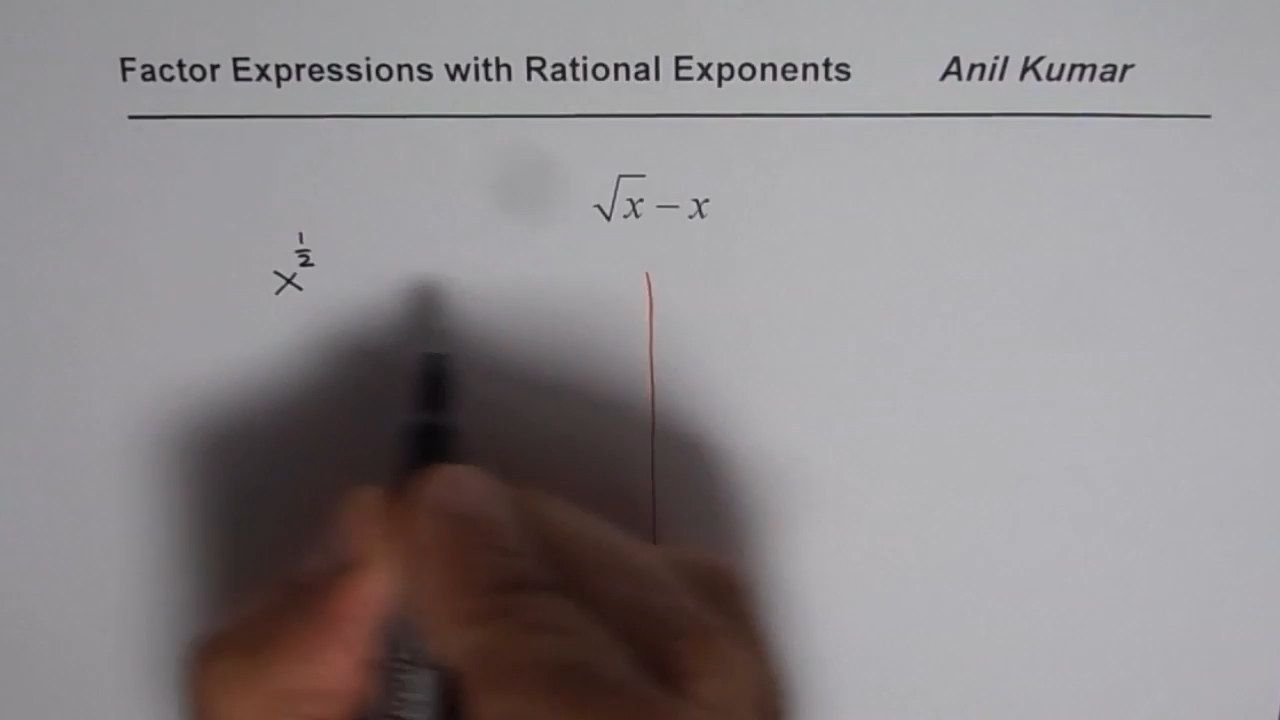 Factor Expressions with Rational Exponents Anil Kumar
√x − x
x^{1/2}